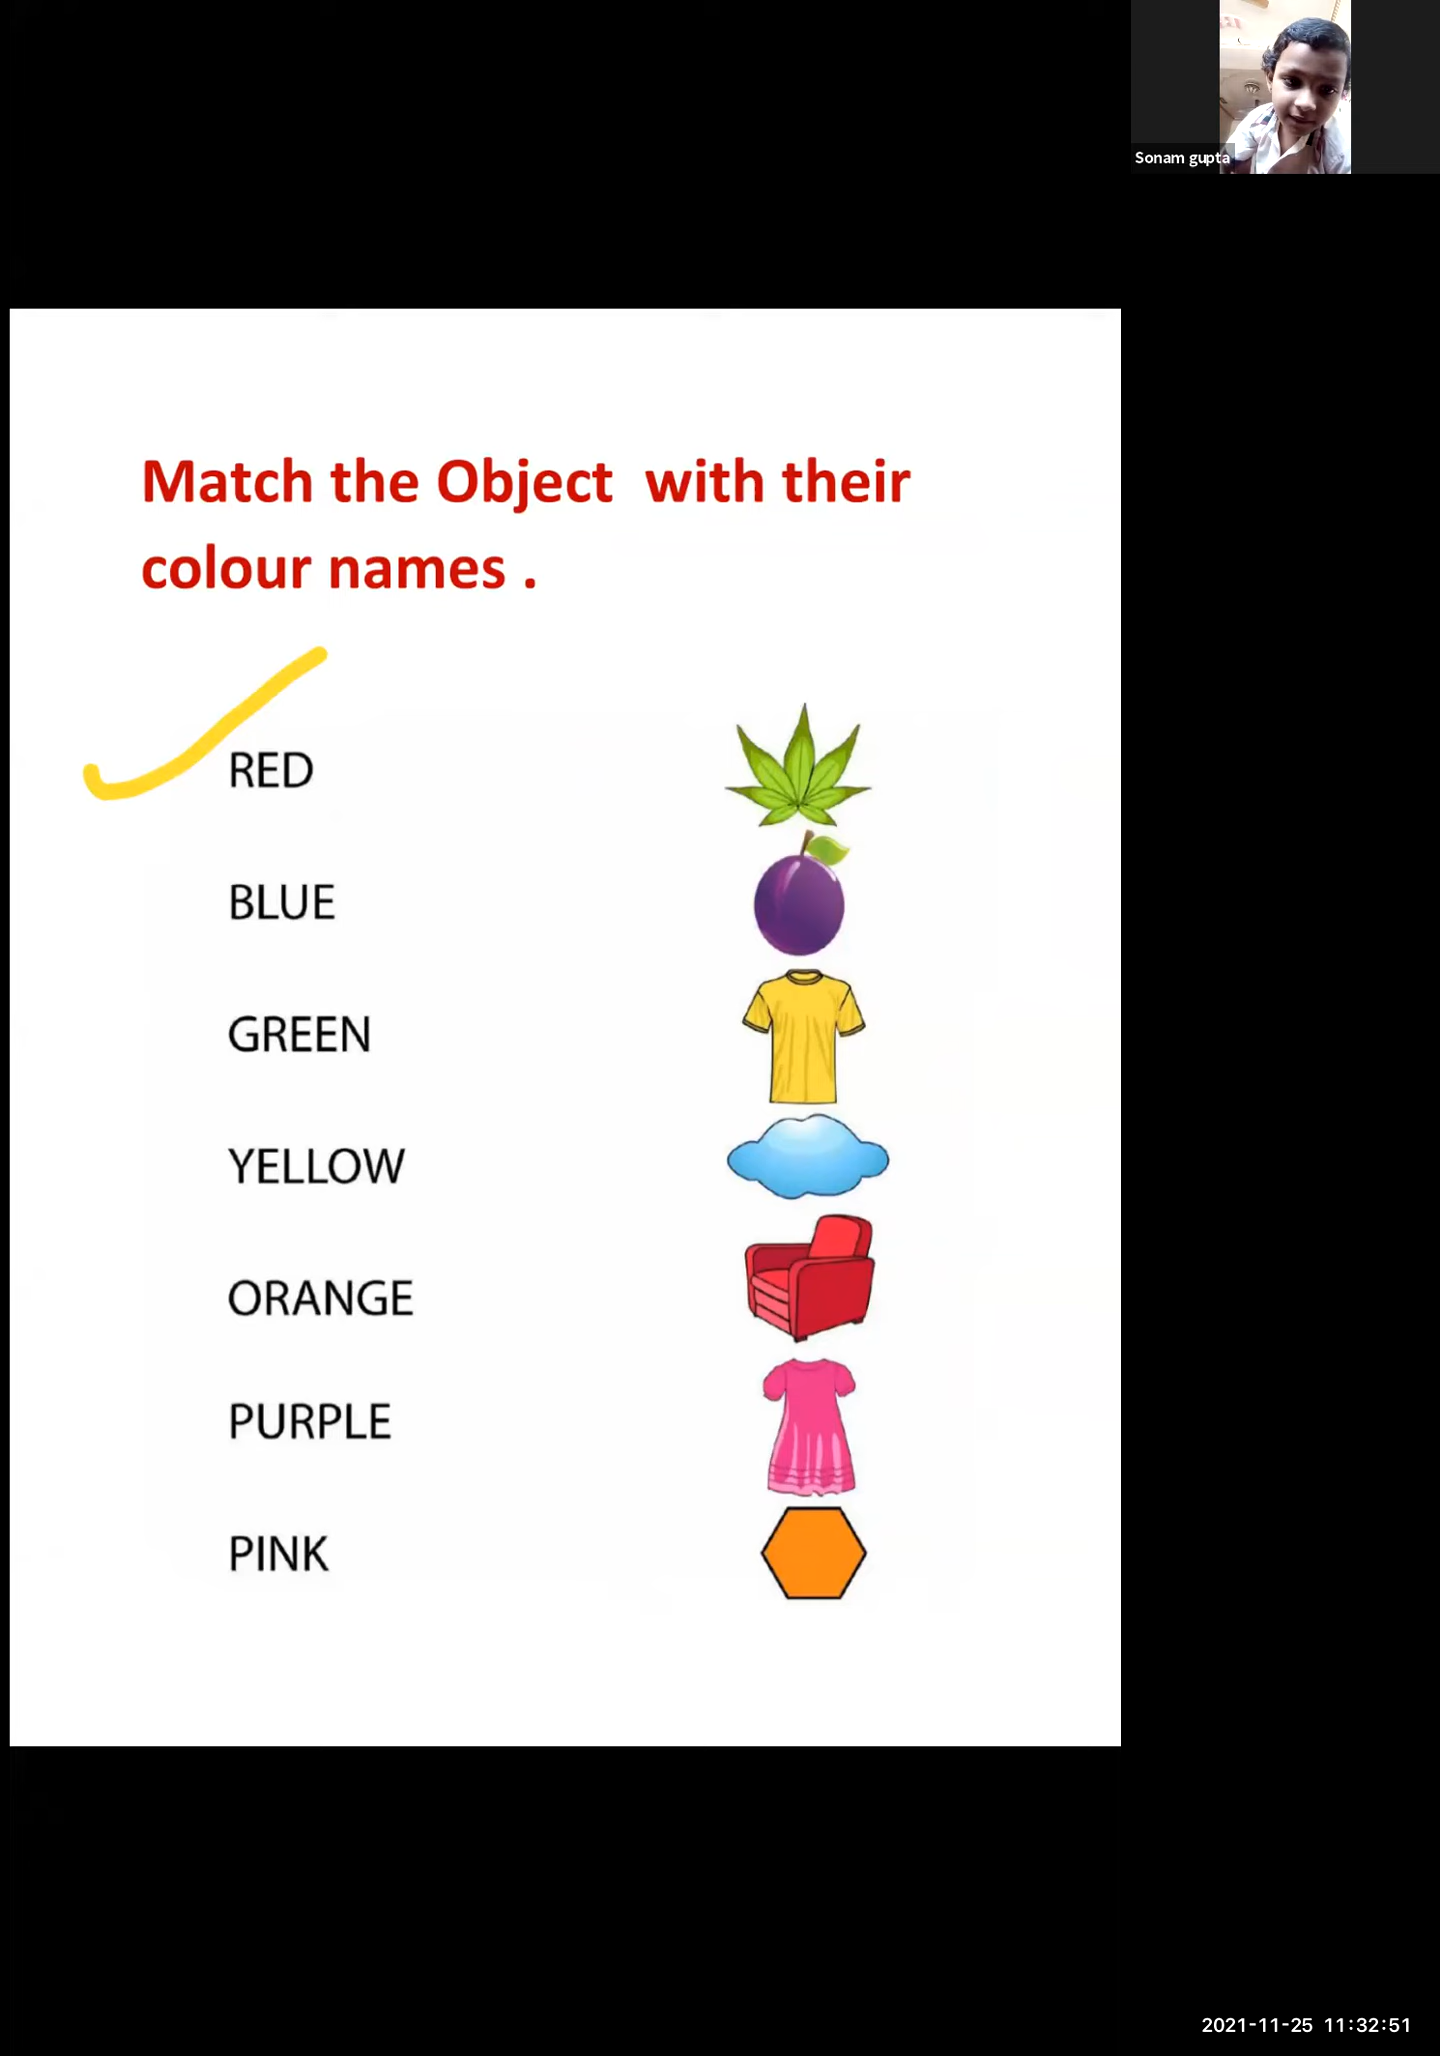 Sonam gupta
Match the Object with their
colour names .
RED
BLUE
GREEN
YELLOW
ORANGE
PURPLE
PINK
2021-11-25 11:32:51